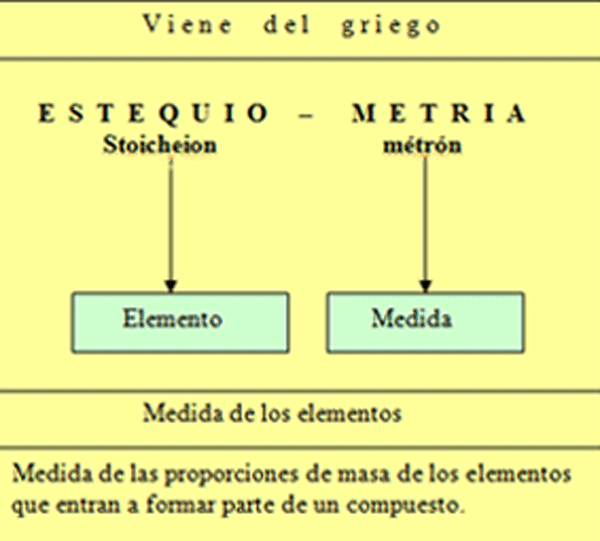 Viene del griego
ESTEQUIO – METRIA
Stoicheion métrón
Elemento Medida
Medida de los elementos
Medida de las proporciones de masa de los elementos
que entran a formar parte de un compuesto.